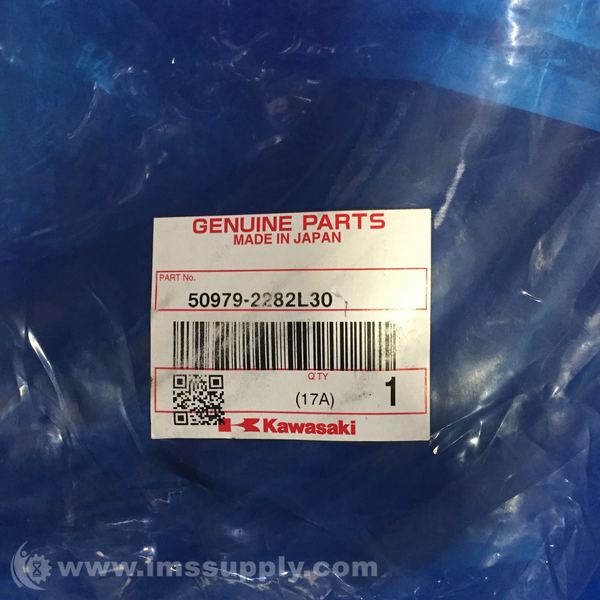 GENUINE PARTS
MADE IN JAPAN
PART No.
50979-2282L30
Q'TY
(17A) 1
Kawasaki
www.imssupply.com